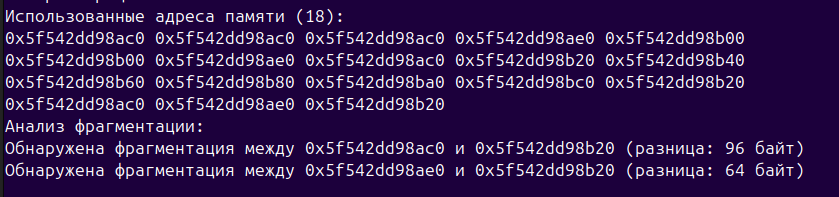 Использованные адреса памяти (18):
0x5f542dd98ac0 0x5f542dd98ac0 0x5f542dd98ac0 0x5f542dd98ae0 0x5f542dd98b00
0x5f542dd98b00 0x5f542dd98ae0 0x5f542dd98ac0 0x5f542dd98b20 0x5f542dd98b40
0x5f542dd98b60 0x5f542dd98b80 0x5f542dd98ba0 0x5f542dd98bc0 0x5f542dd98b20
0x5f542dd98ac0 0x5f542dd98ae0 0x5f542dd98b20
Анализ фрагментации:
Обнаружена фрагментация между 0x5f542dd98ac0 и 0x5f542dd98b20 (разница: 96 байт)
Обнаружена фрагментация между 0x5f542dd98ae0 и 0x5f542dd98b20 (разница: 64 байт)